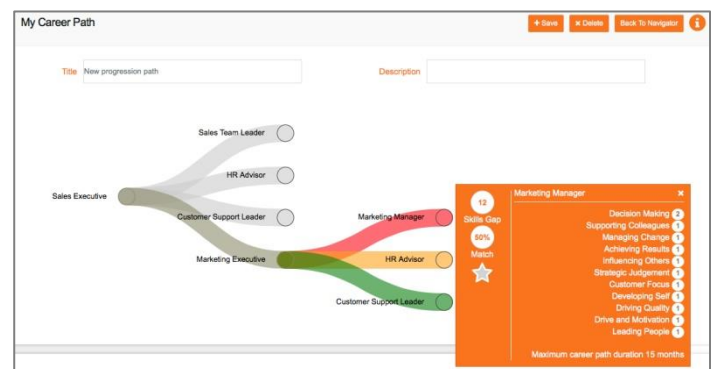 My Career Path
+ Save
× Delete
Back To Navigator
i
Title
New progression path
Description
Sales Team Leader
HR Advisor
Sales Executive
Customer Support Leader
Marketing Executive
Marketing Manager
HR Advisor
Customer Support Leader
12
Skills Gap
50%
Match
Marketing Manager ×
Decision Making 2
Supporting Colleagues 1
Managing Change 1
Achieving Results 1
Influencing Others 1
Strategic Judgement 1
Customer Focus 1
Developing Self 1
Driving Quality 1
Drive and Motivation 1
Leading People 1
Maximum career path duration 15 months